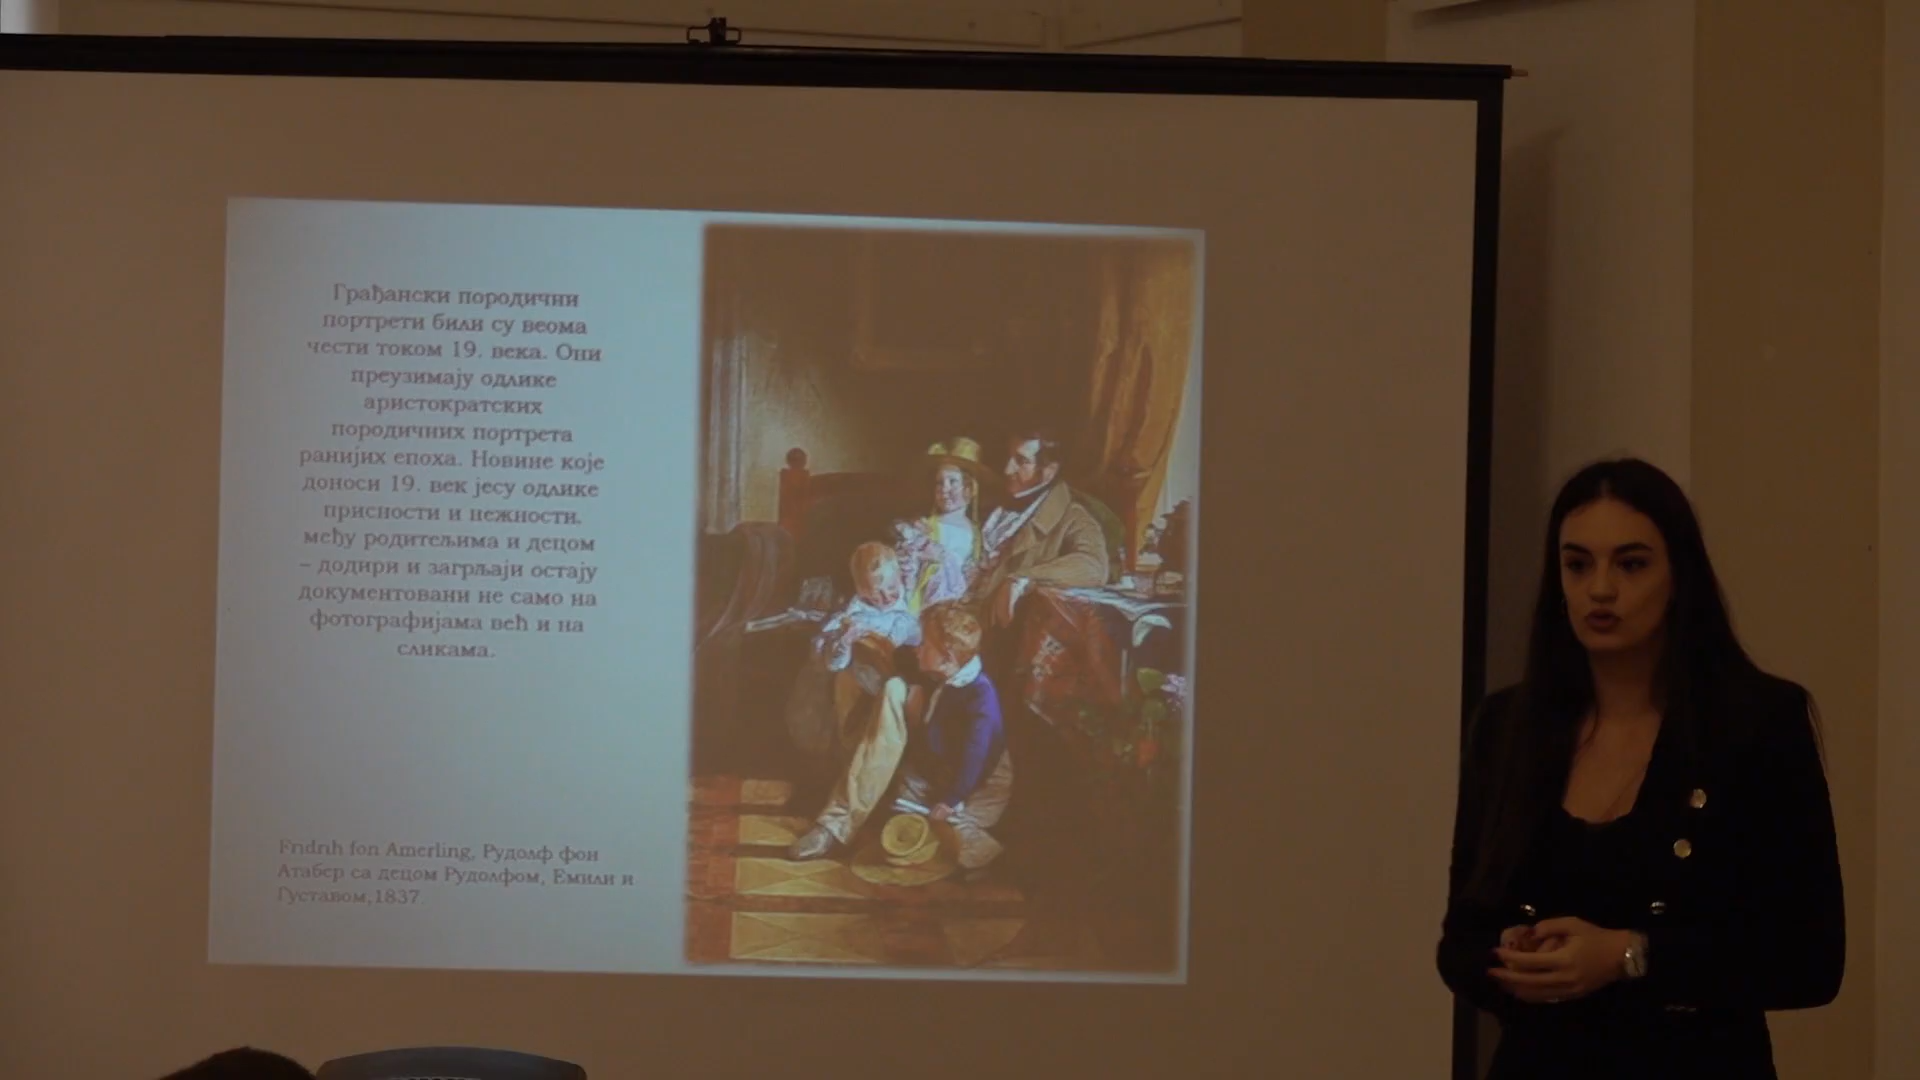 Грађански породични
портрети били су веома
чести током 19. века. Они
преузимају одлике
аристократских
породичних портрета
ранијих епоха. Новине које
доноси 19. век јесу одлике
присности и нежности.
међу родитељима и децом
– додири и загрљаји остају
документовани не само на
фотографијама већ и на
сликама.
Fridrih fon Amerling, Рудолф фон
Атабер са децом Рудолфом, Емили и
Густавом,1837.